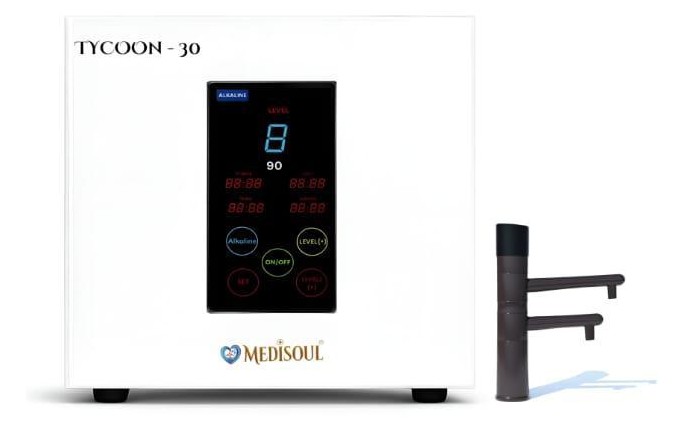 TYCOON - 30
ALKALINE
LEVEL
8
90
88:88 88:88
88:88 88:88
Alkaline LEVEL(+)
ON/OFF
SET
MEDISOUL